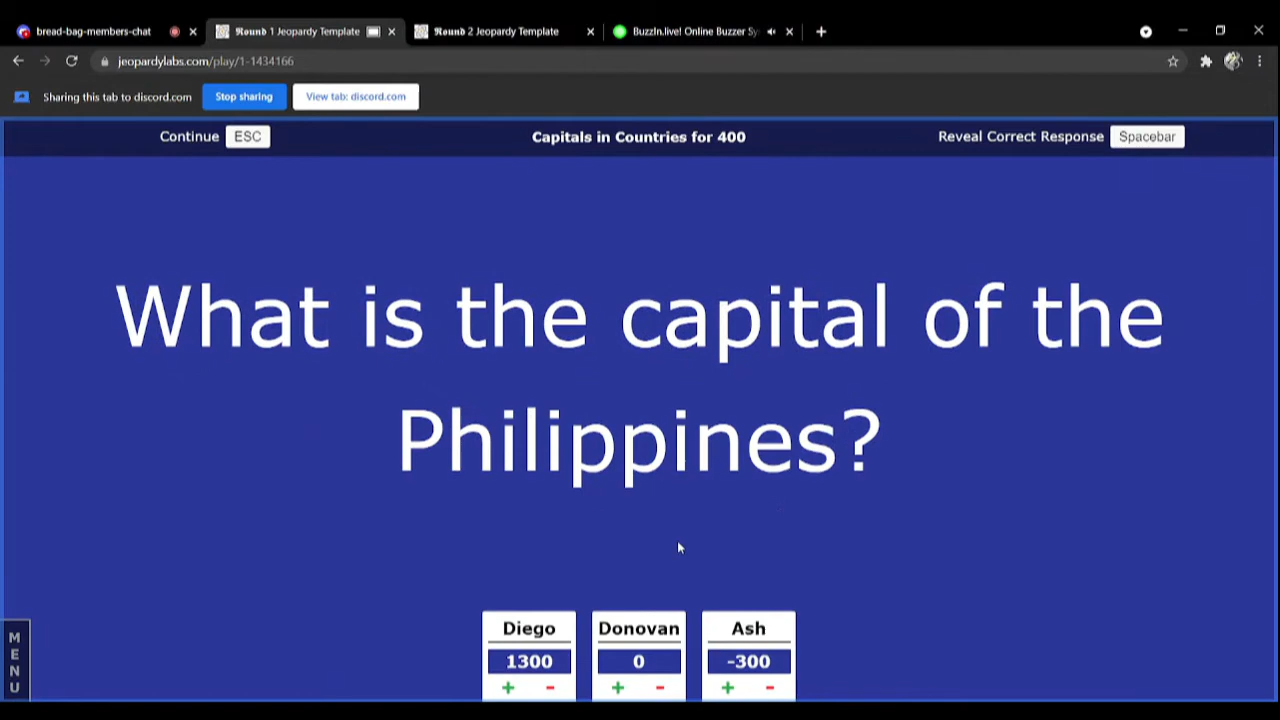 bread-bag-members-chat
Round 1 Jeopardy Template
Round 2 Jeopardy Template
BuzzIn.live! Online Buzzer Sy
jeopardylabs.com/play/1-1434166
Sharing this tab to discord.com
Stop sharing
View tab: discord.com
Continue ESC
Capitals in Countries for 400
Reveal Correct Response Spacebar
What is the capital of the
Philippines?
MENU
Diego Donovan Ash
1300 0 -300
+ - + - + -